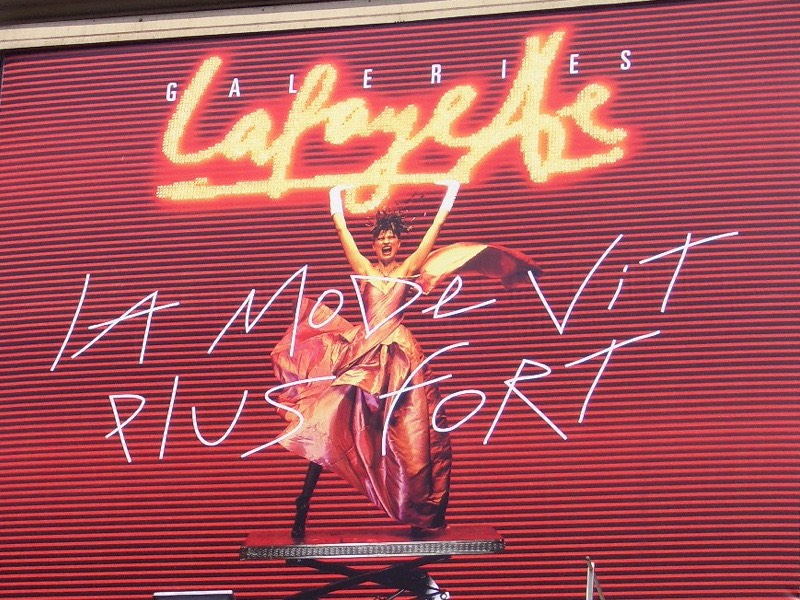 GALERIES
Lafayette
LA MODE ViT
PLUS FORT